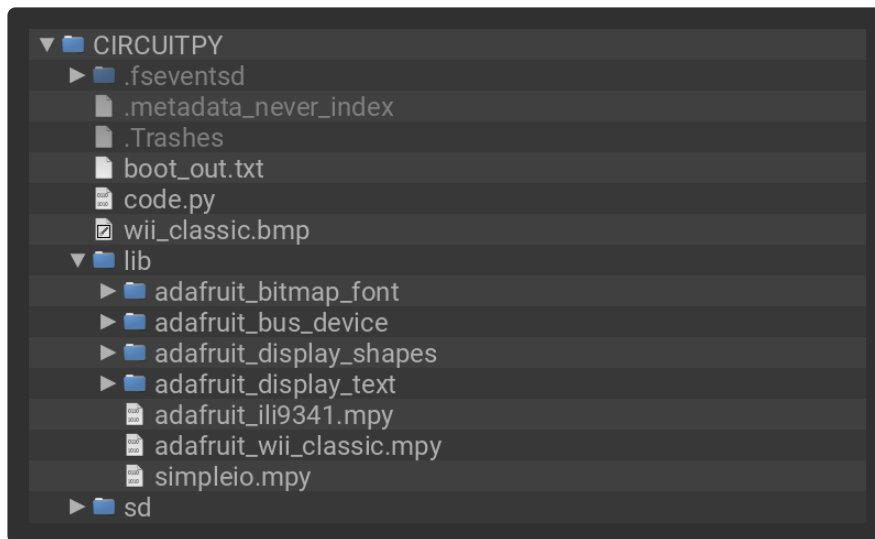 CIRCUITPY
.fseventsd
.metadata_never_index
.Trashes
boot_out.txt
code.py
wii_classic.bmp
lib
adafruit_bitmap_font
adafruit_bus_device
adafruit_display_shapes
adafruit_display_text
adafruit_ili9341.mpy
adafruit_wii_classic.mpy
simpleio.mpy
sd